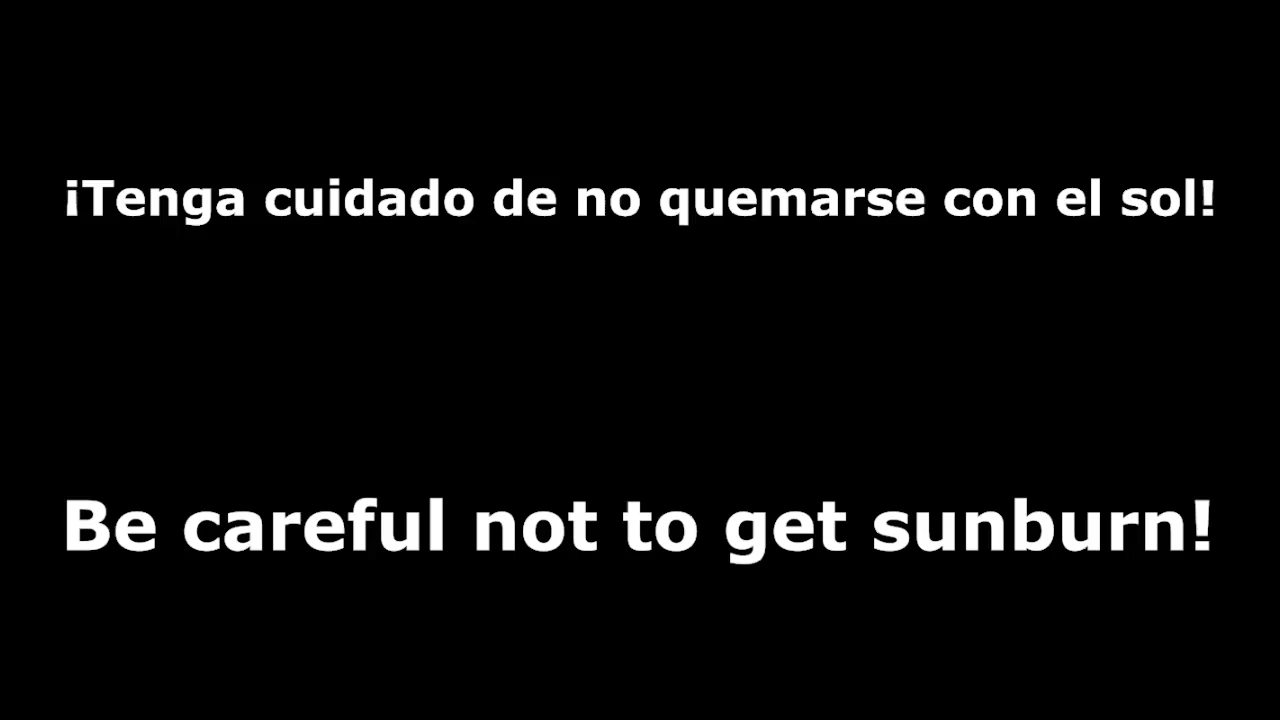 ¡Tenga cuidado de no quemarse con el sol!
Be careful not to get sunburn!